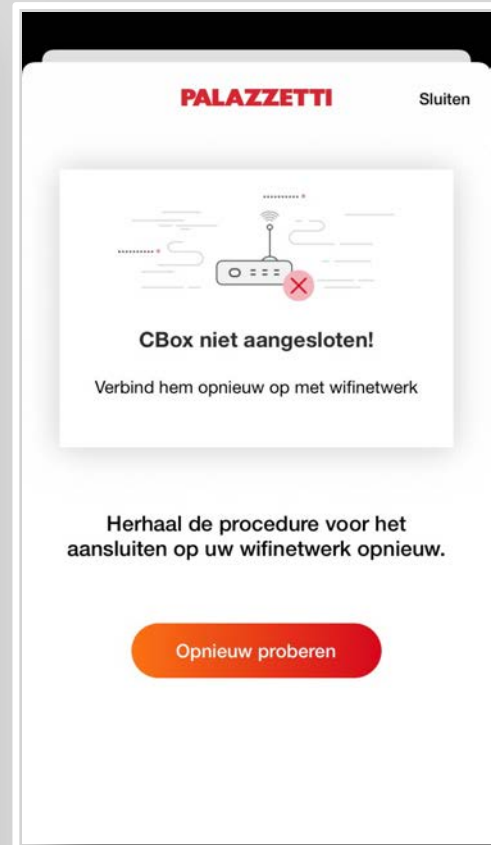 PALAZZETTI
Sluiten
CBox niet aangesloten!
Verbind hem opnieuw op met wifinetwerk
Herhaal de procedure voor het
aansluiten op uw wifinetwerk opnieuw.
Opnieuw proberen